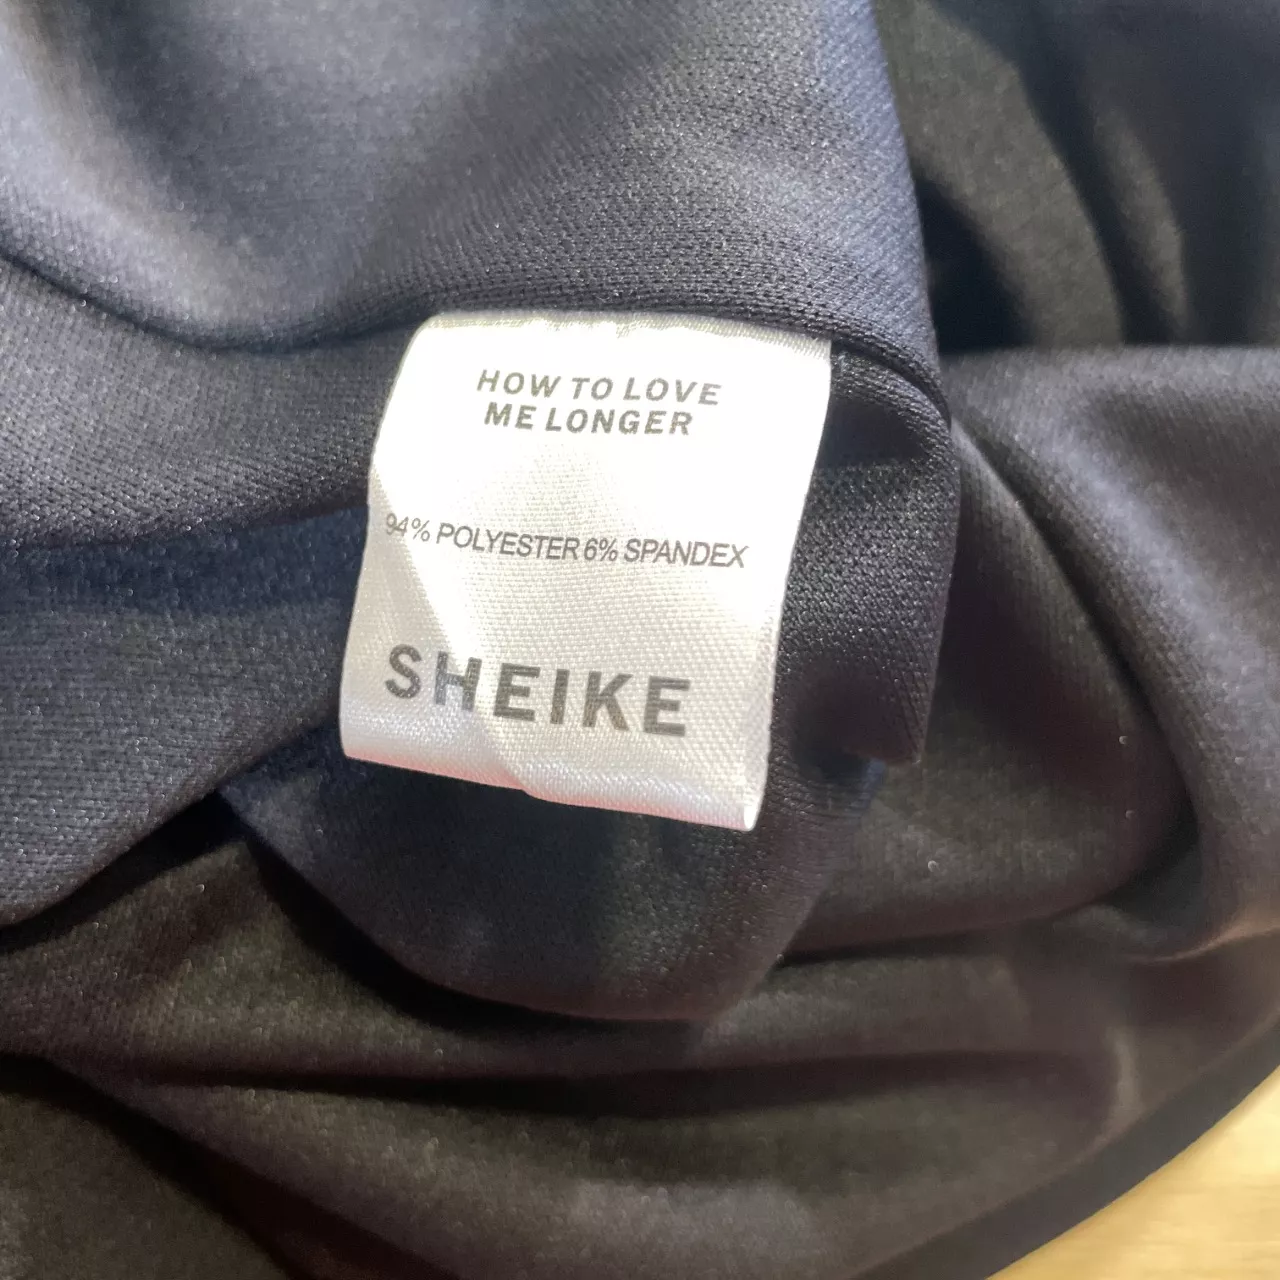 HOW TO LOVE
ME LONGER
94% POLYESTER 6% SPANDEX
SHEIKE